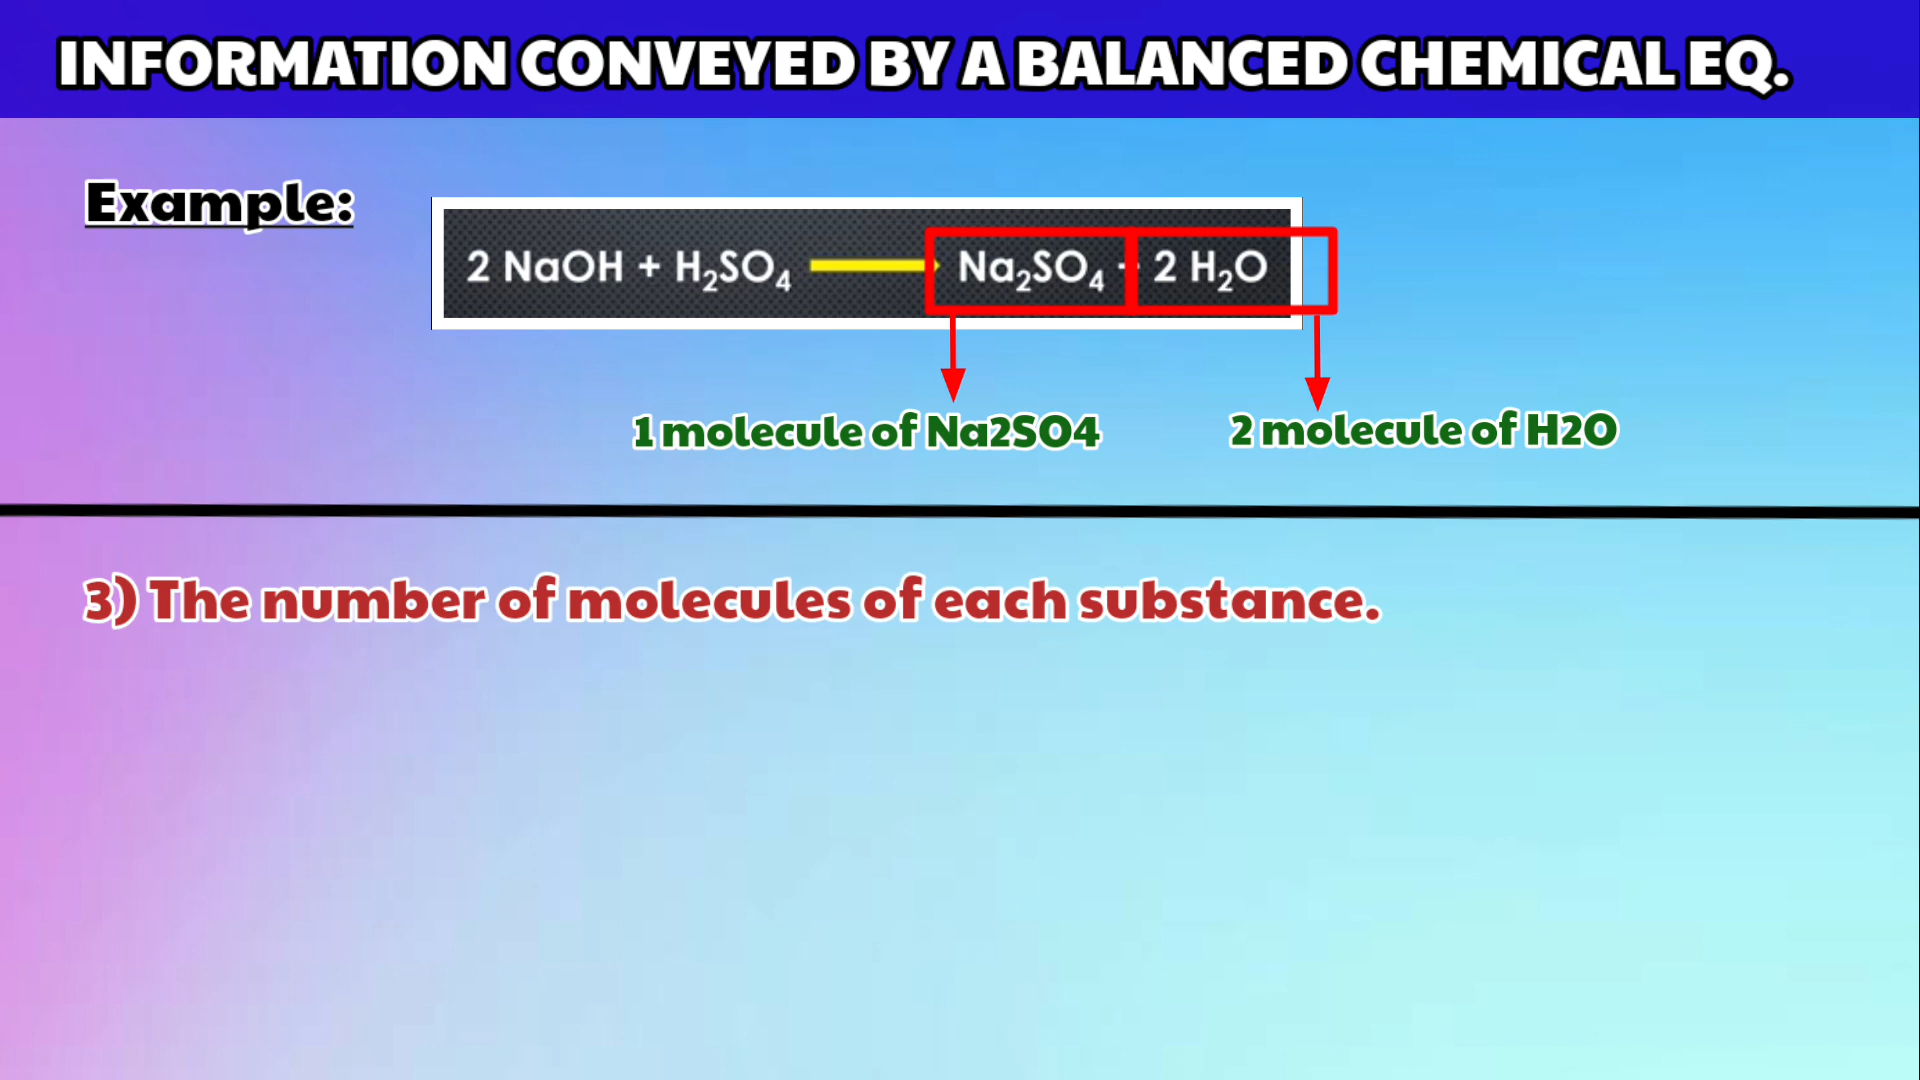 INFORMATION CONVEYED BY A BALANCED CHEMICAL EQ.
Example:
2 NaOH + H₂SO₄ → Na₂SO₄ + 2 H₂O
1 molecule of Na2SO4
2 molecule of H2O
3) The number of molecules of each substance.